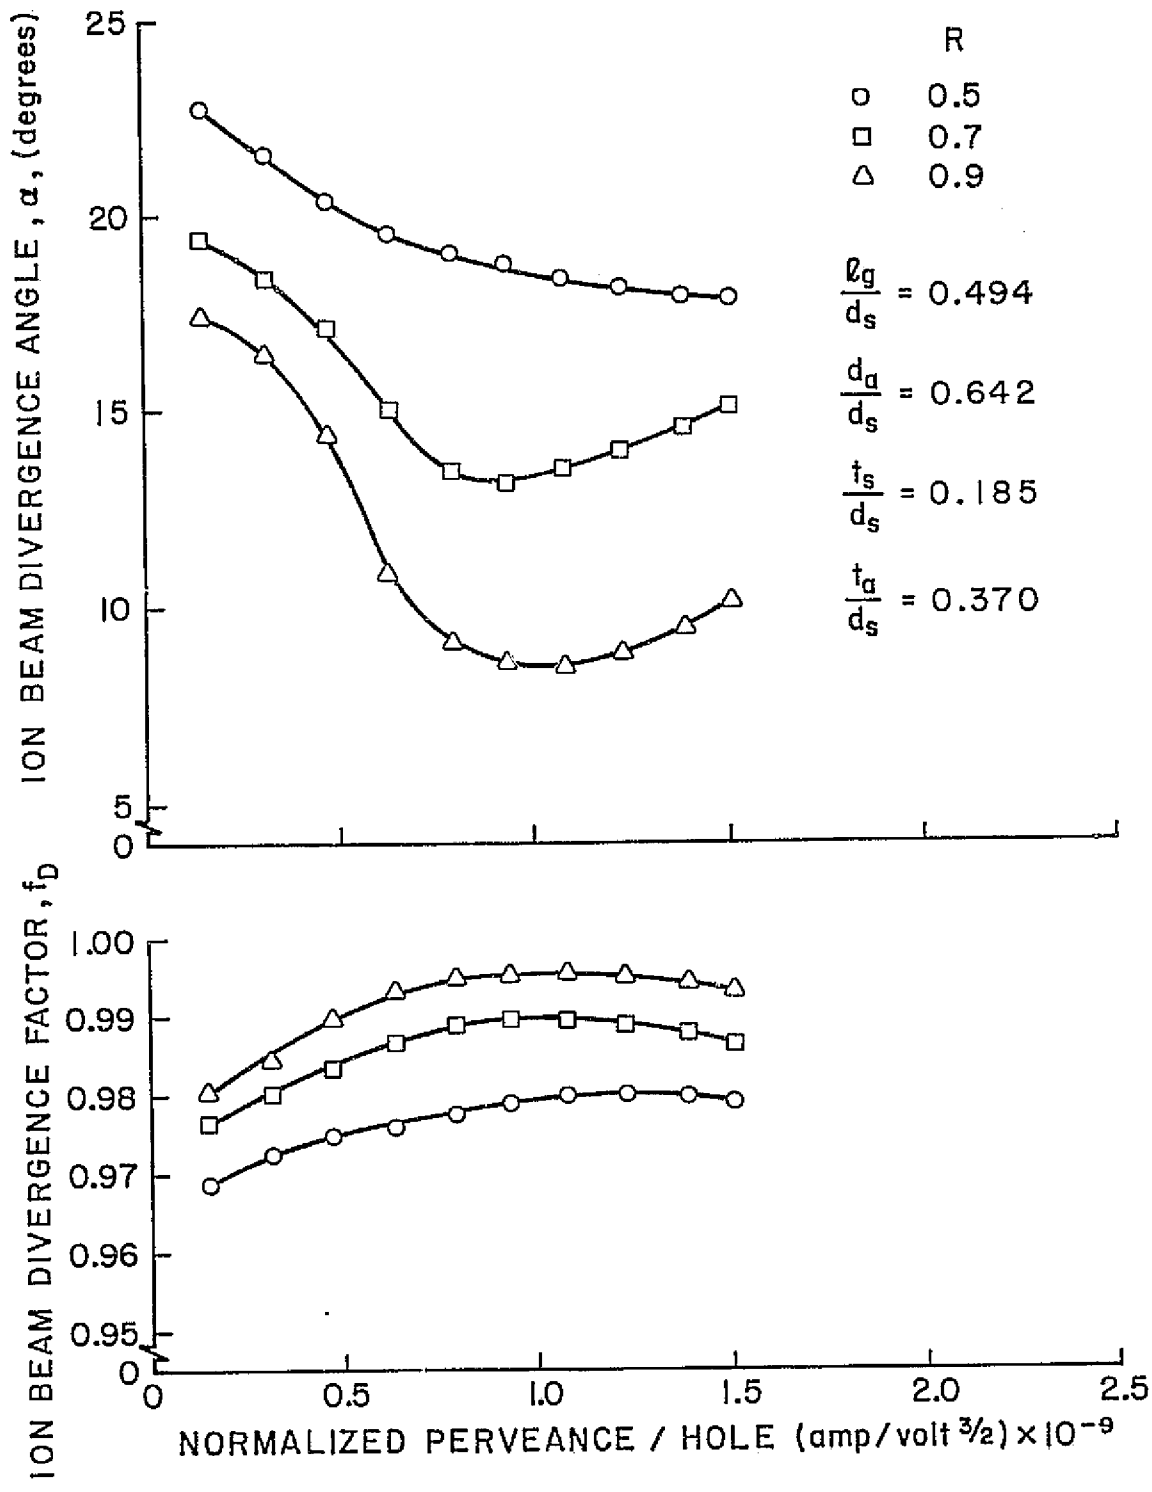 ION BEAM DIVERGENCE ANGLE, α, (degrees)
25
20
15
10
5
0
R
0.5
0.7
0.9
ℓg/ds = 0.494
da/ds = 0.642
ts/ds = 0.185
ta/ds = 0.370
ION BEAM DIVERGENCE FACTOR, fD
1.00
0.99
0.98
0.97
0.96
0.95
0
0 0.5 1.0 1.5 2.0 2.5
NORMALIZED PERVEANCE / HOLE (amp/volt 3/2) × 10⁻⁹